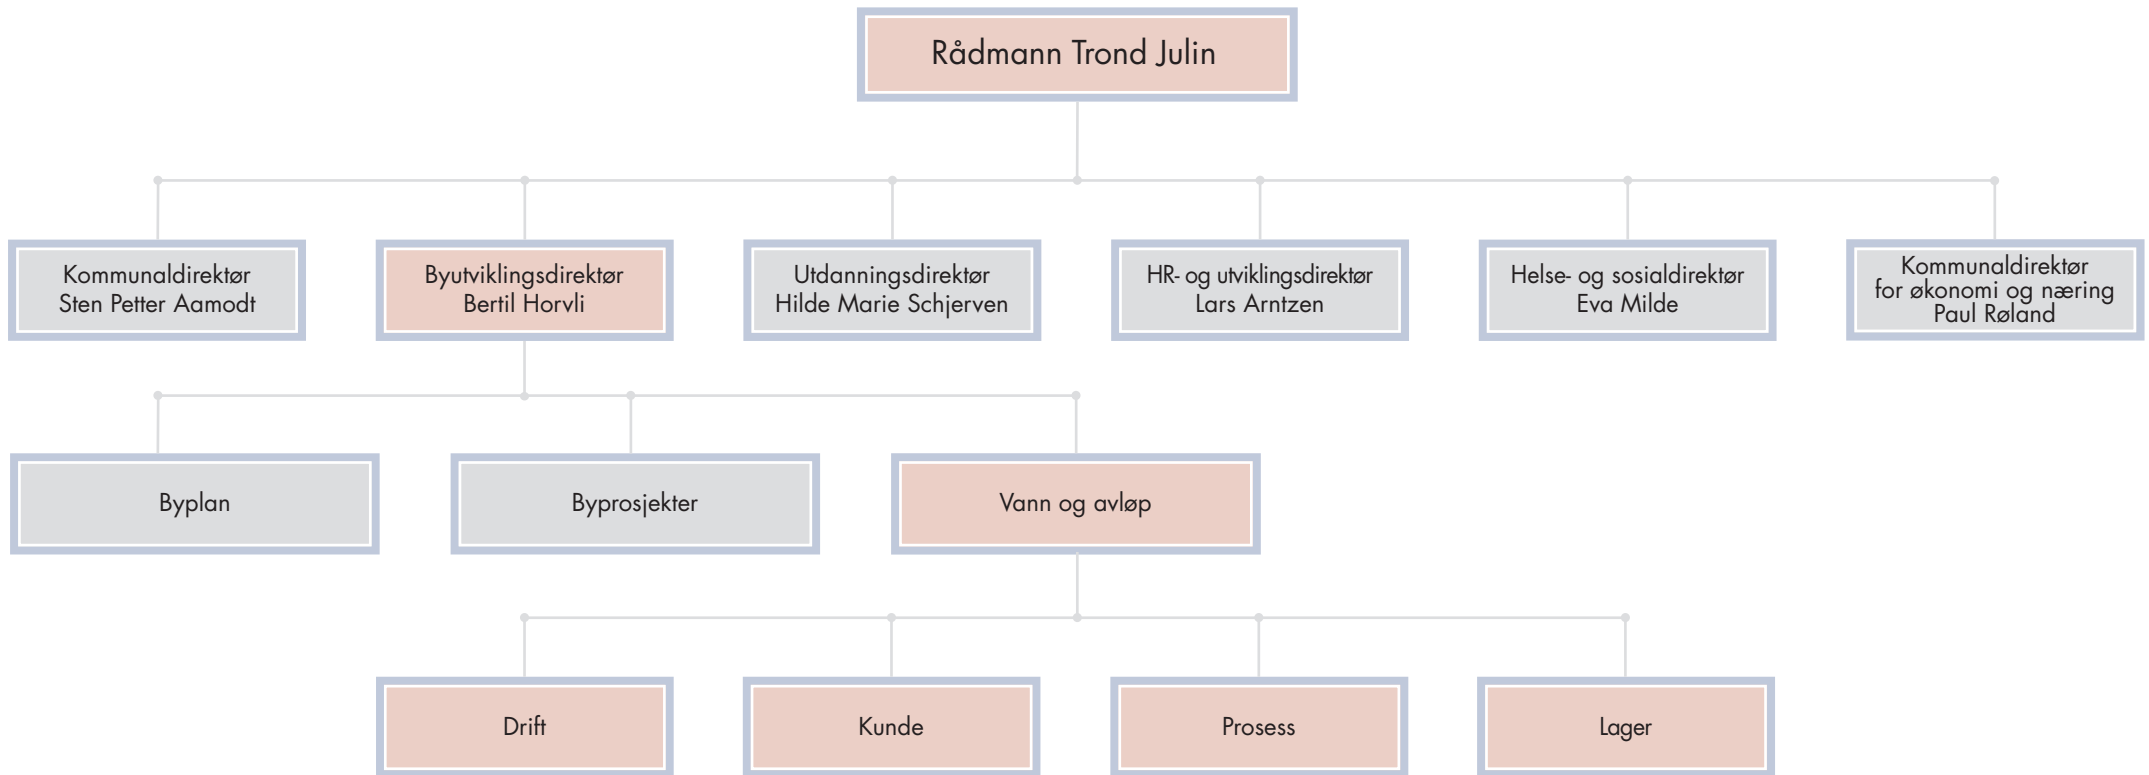 Rådmann Trond Julin
Kommunaldirektør
Sten Petter Aamodt
Byutviklingsdirektør
Bertil Horvli
Utdanningsdirektør
Hilde Marie Schjerven
HR- og utviklingsdirektør
Lars Arntzen
Helse- og sosialdirektør
Eva Milde
Kommunaldirektør
for økonomi og næring
Paul Røland
Byplan
Byprosjekter
Vann og avløp
Drift
Kunde
Prosess
Lager